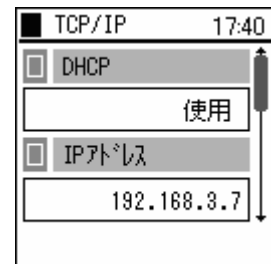 TCP/IP 17:40
DHCP
使用
IPｱﾄﾞﾚｽ
192.168.3.7